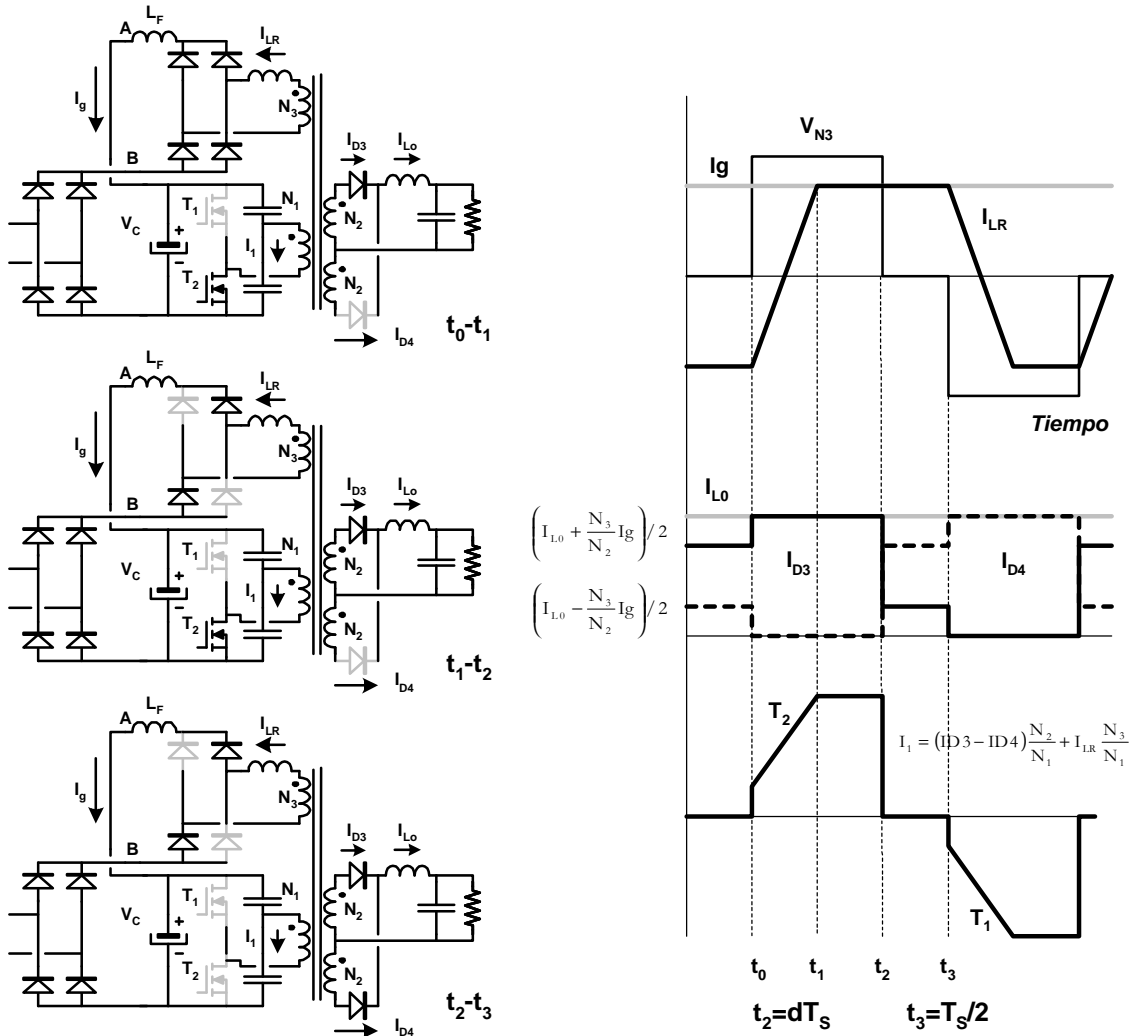 A
L_F
I_LR
I_g
N_3
B
I_D3
I_Lo
T_1
N_1
N_2
V_C
+
−
I_1
T_2
N_2
I_D4
t_0-t_1
A
L_F
I_LR
I_g
N_3
B
I_D3
I_Lo
T_1
N_1
N_2
V_C
+
−
I_1
T_2
N_2
I_D4
t_1-t_2
A
L_F
I_LR
I_g
N_3
B
I_D3
I_Lo
T_1
N_1
N_2
V_C
+
−
I_1
T_2
N_2
I_D4
t_2-t_3
V_N3
Ig
I_LR
Tiempo
I_L0
(I_L0 + N_3/N_2 Ig)/2
I_D3
I_D4
(I_L0 − N_3/N_2 Ig)/2
T_2
I_1 = (ID3 − ID4) N_2/N_1 + I_LR N_3/N_1
T_1
t_0
t_1
t_2
t_3
t_2=dT_S
t_3=T_S/2